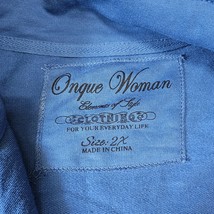 Onque Woman
Elements of Style
CLOTHING
FOR YOUR EVERYDAY LIFE
Size: 2X
MADE IN CHINA